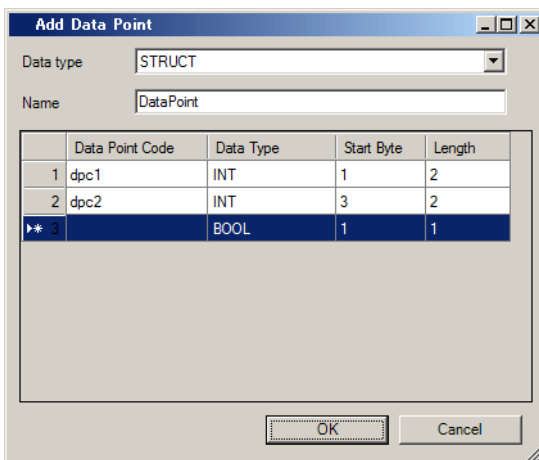 Add Data Point
Data type STRUCT
Name DataPoint
Data Point Code Data Type Start Byte Length
1 dpc1 INT 1 2
2 dpc2 INT 3 2
3 BOOL 1 1
OK Cancel